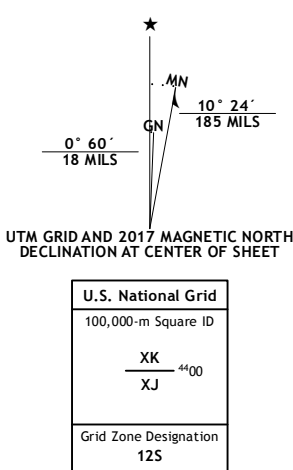 ★
MN
GN
10° 24´
185 MILS
0° 60´
18 MILS
UTM GRID AND 2017 MAGNETIC NORTH
DECLINATION AT CENTER OF SHEET
U.S. National Grid
100,000-m Square ID
XK
4400
XJ
Grid Zone Designation
12S